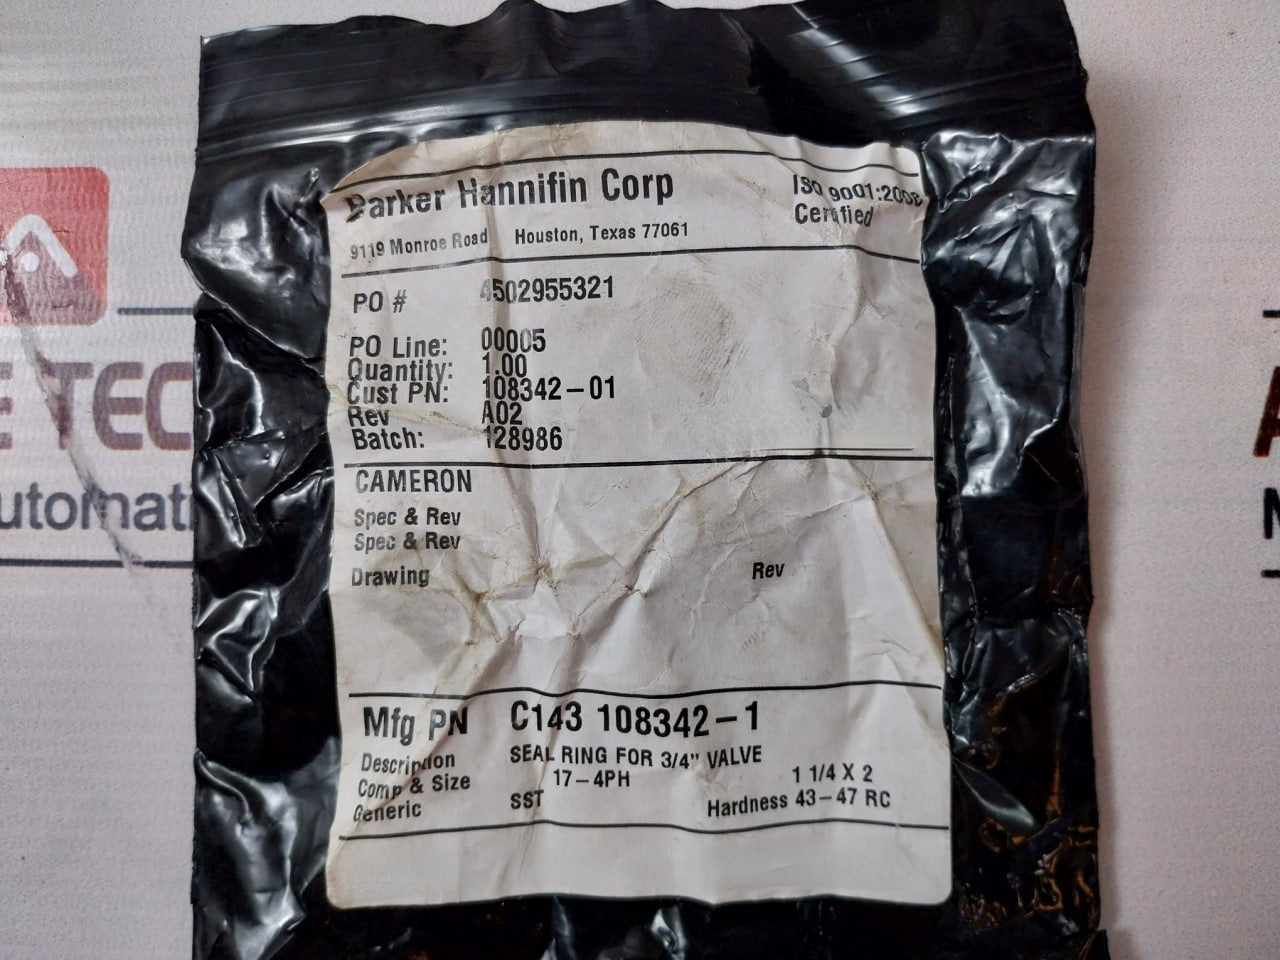 Parker Hannifin Corp
ISO 9001:2008
Certified
9119 Monroe Road Houston, Texas 77061
PO # 4502955321
PO Line: 00005
Quantity: 1.00
Cust PN: 108342-01
Rev A02
Batch: 128986
CAMERON
Spec & Rev
Spec & Rev
Drawing Rev
Mfg PN C143 108342-1
Description SEAL RING FOR 3/4" VALVE
Comp & Size 17-4PH 1 1/4 X 2
Generic SST Hardness 43-47 RC
E TEC
utomati